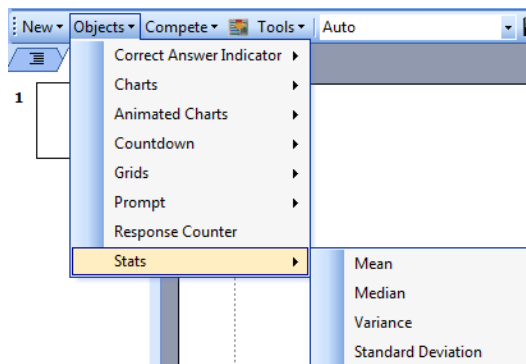 New Objects Compete Tools Auto
Correct Answer Indicator
1
Charts
Animated Charts
Countdown
Grids
Prompt
Response Counter
Stats
Mean
Median
Variance
Standard Deviation